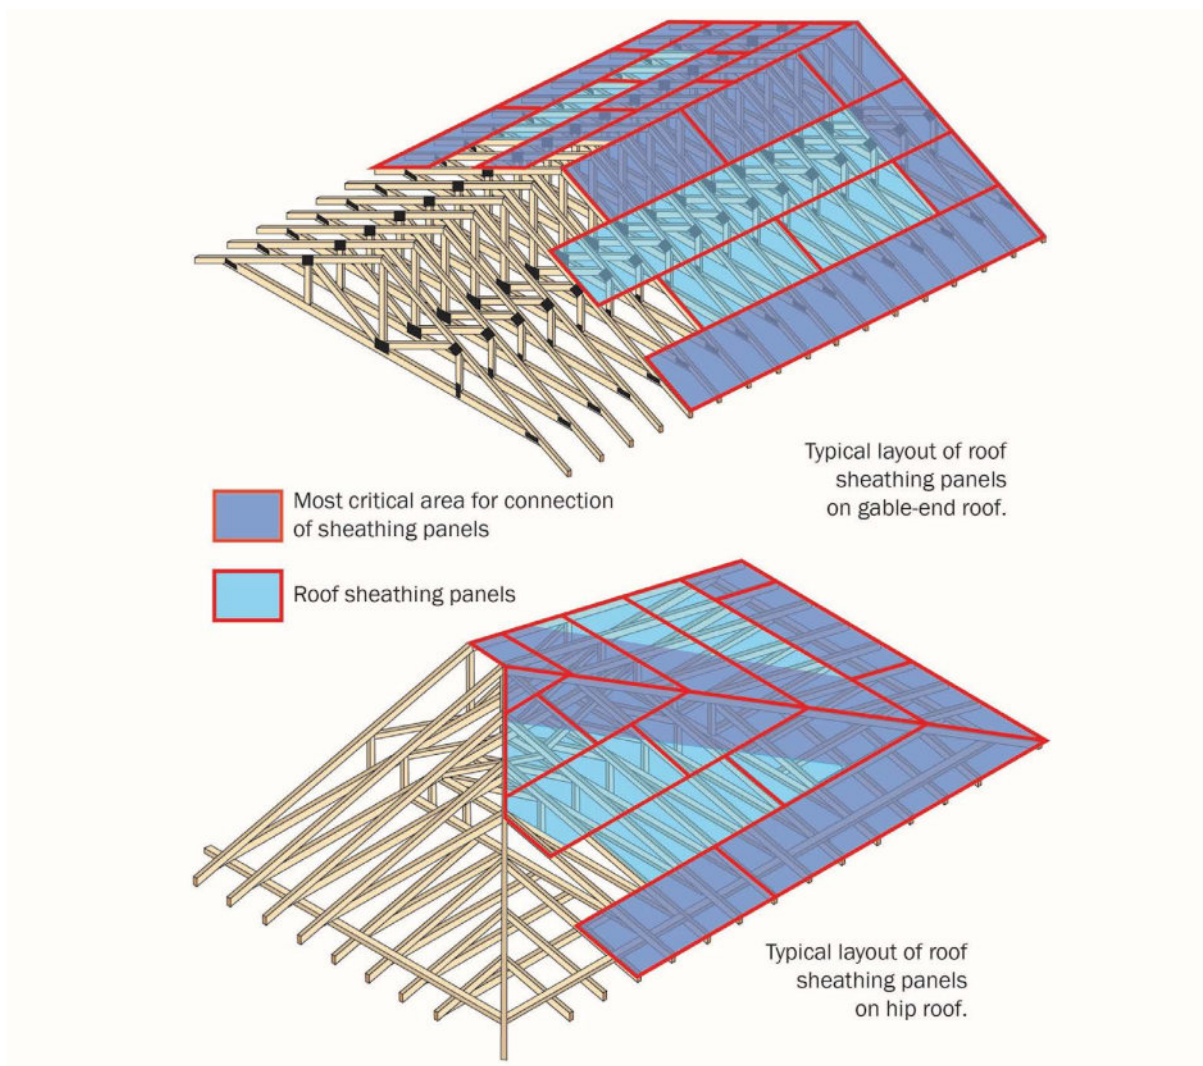 Typical layout of roof
sheathing panels
on gable-end roof.
Most critical area for connection
of sheathing panels
Roof sheathing panels
Typical layout of roof
sheathing panels
on hip roof.